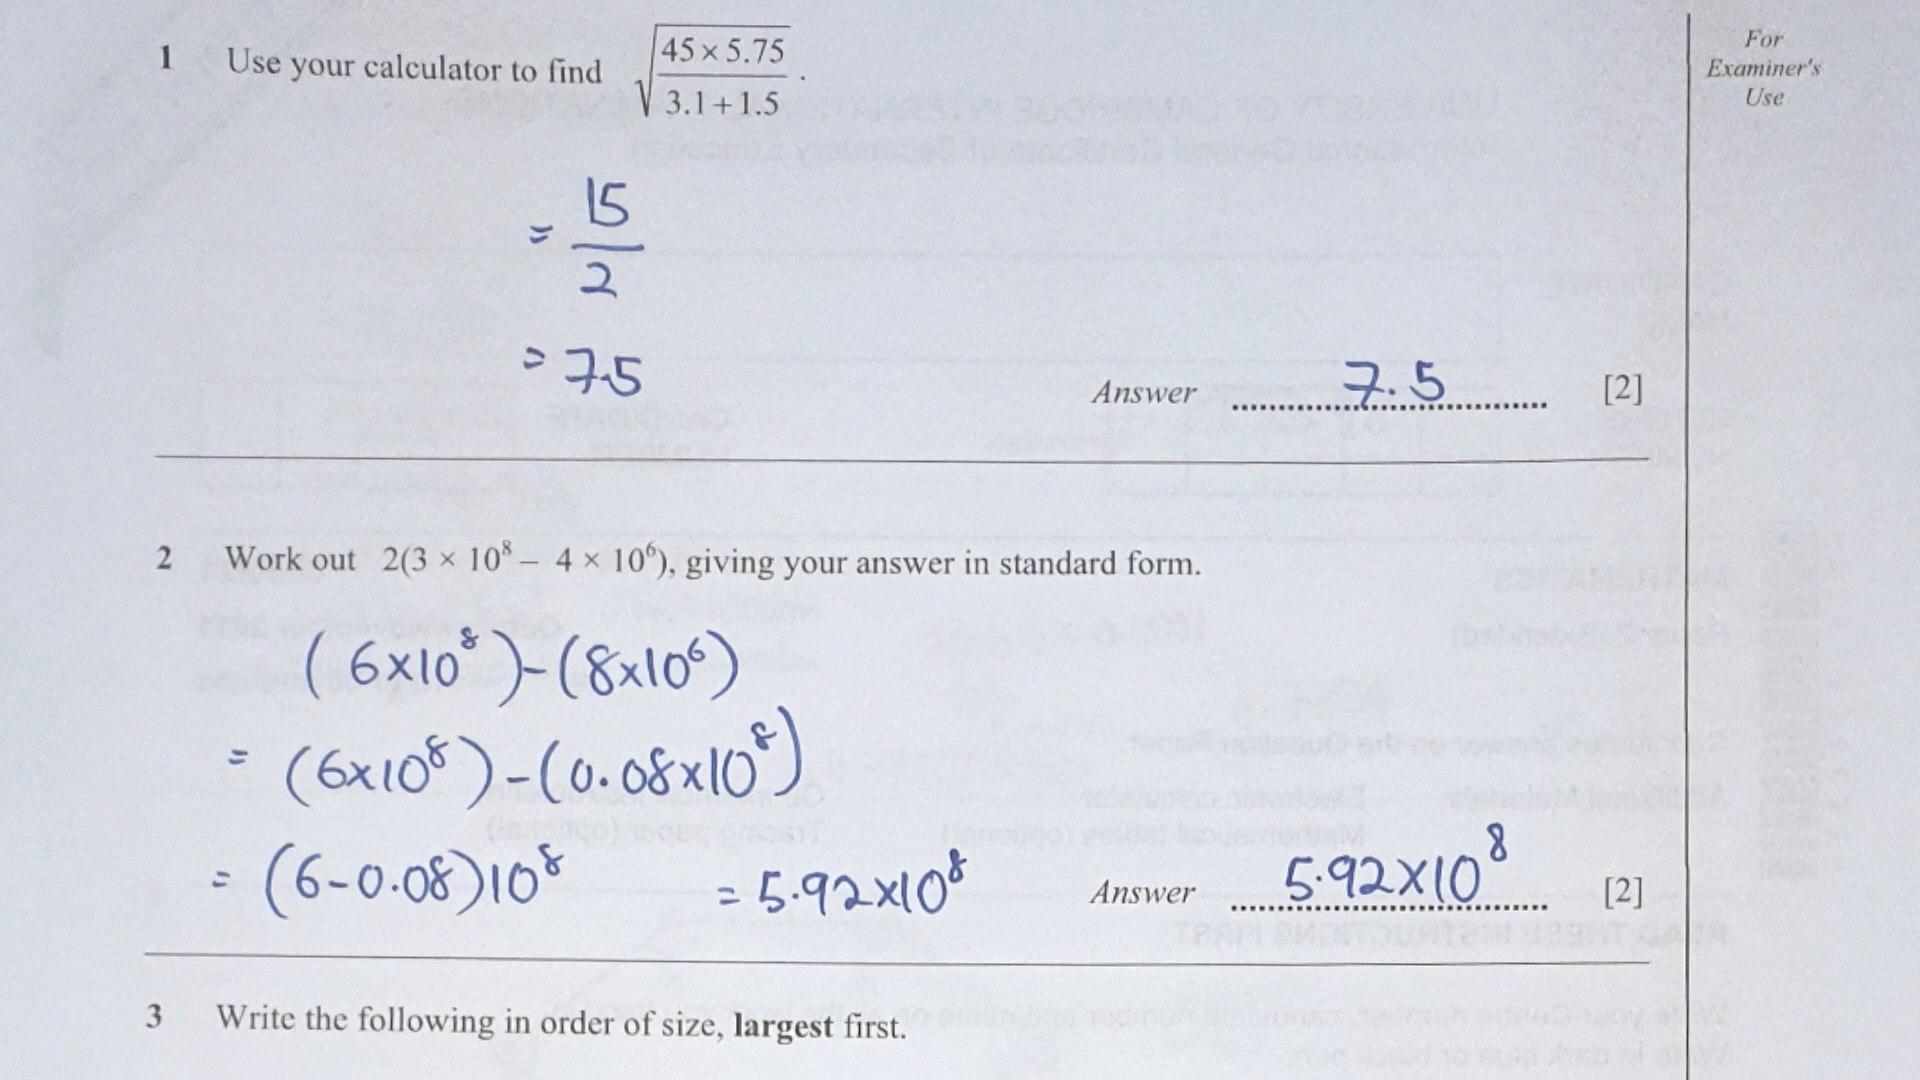 For
Examiner's
Use
1 Use your calculator to find √((45 × 5.75)/(3.1 + 1.5)).
= 15/2
= 7.5
Answer 7.5 [2]
2 Work out 2(3 × 10⁸ – 4 × 10⁶), giving your answer in standard form.
(6×10⁸)-(8×10⁶)
= (6×10⁸)-(0.08×10⁸)
= (6-0.08)10⁸ = 5.92×10⁸
Answer 5.92×10⁸ [2]
3 Write the following in order of size, largest first.